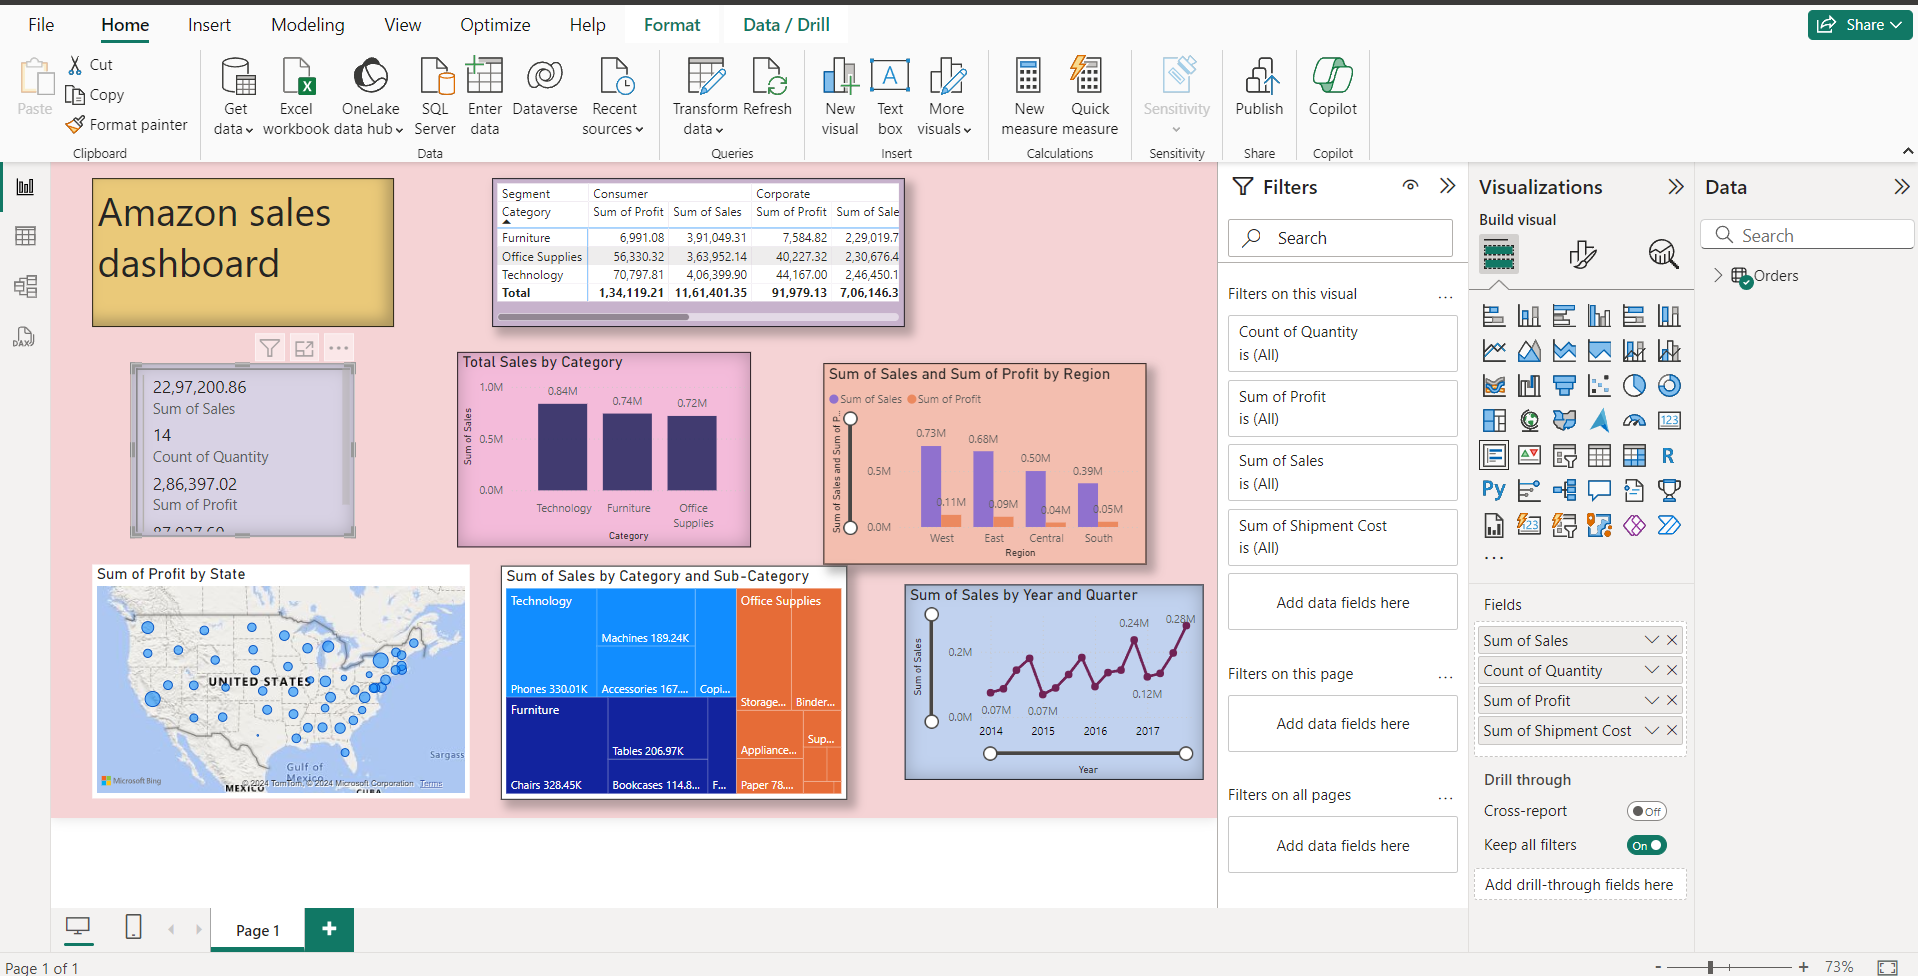 File Home Insert Modeling View Optimize Help Format Data / Drill Share
Paste
Cut
Copy
Format painter
Clipboard
Get data
Excel workbook
OneLake data hub
SQL Server
Enter data
Dataverse
Recent sources
Data
Transform data
Refresh
Queries
New visual
Text box
More visuals
Insert
New measure
Quick measure
Calculations
Sensitivity
Sensitivity
Publish
Share
Copilot
Copilot
Amazon sales
dashboard
Segment Consumer Corporate
Category Sum of Profit Sum of Sales Sum of Profit Sum of Sale
Furniture 6,991.08 3,91,049.31 7,584.82 2,29,019.7
Office Supplies 56,330.32 3,63,952.14 40,227.32 2,30,676.4
Technology 70,797.81 4,06,399.90 44,167.00 2,46,450.1
Total 1,34,119.21 11,61,401.35 91,979.13 7,06,146.3
22,97,200.86
Sum of Sales
14
Count of Quantity
2,86,397.02
Sum of Profit
Total Sales by Category
Sum of Sales
1.0M
0.5M
0.0M
0.84M
0.74M
0.72M
Technology
Furniture
Office
Supplies
Category
Sum of Sales and Sum of Profit by Region
Sum of Sales Sum of Profit
Sum of Sales and Sum of P...
0.5M
0.0M
0.73M
0.68M
0.50M
0.39M
0.11M
0.09M
0.04M
0.05M
West East Central South
Region
Sum of Profit by State
UNITED STATES
Gulf of
Mexico
MEXICO
CUBA
Sargass
Microsoft Bing
© 2024 TomTom, © 2024 Microsoft Corporation Terms
Sum of Sales by Category and Sub-Category
Technology
Phones 330.01K
Machines 189.24K
Accessories 167....
Copi...
Furniture
Chairs 328.45K
Tables 206.97K
Bookcases 114.8...
F...
Office Supplies
Storage...
Binder...
Appliance...
Sup...
Paper 78....
Sum of Sales by Year and Quarter
Sum of Sales
0.2M
0.0M
0.07M
0.07M
0.24M
0.12M
0.28M
2014 2015 2016 2017
Year
Filters
Search
Filters on this visual ...
Count of Quantity
is (All)
Sum of Profit
is (All)
Sum of Sales
is (All)
Sum of Shipment Cost
is (All)
Add data fields here
Filters on this page ...
Add data fields here
Filters on all pages ...
Add data fields here
Visualizations
Build visual
123
R
Py
123
...
Fields
Sum of Sales
Count of Quantity
Sum of Profit
Sum of Shipment Cost
Drill through
Cross-report Off
Keep all filters On
Add drill-through fields here
Data
Search
Orders
DAX
Page 1
+
Page 1 of 1
- + 73%